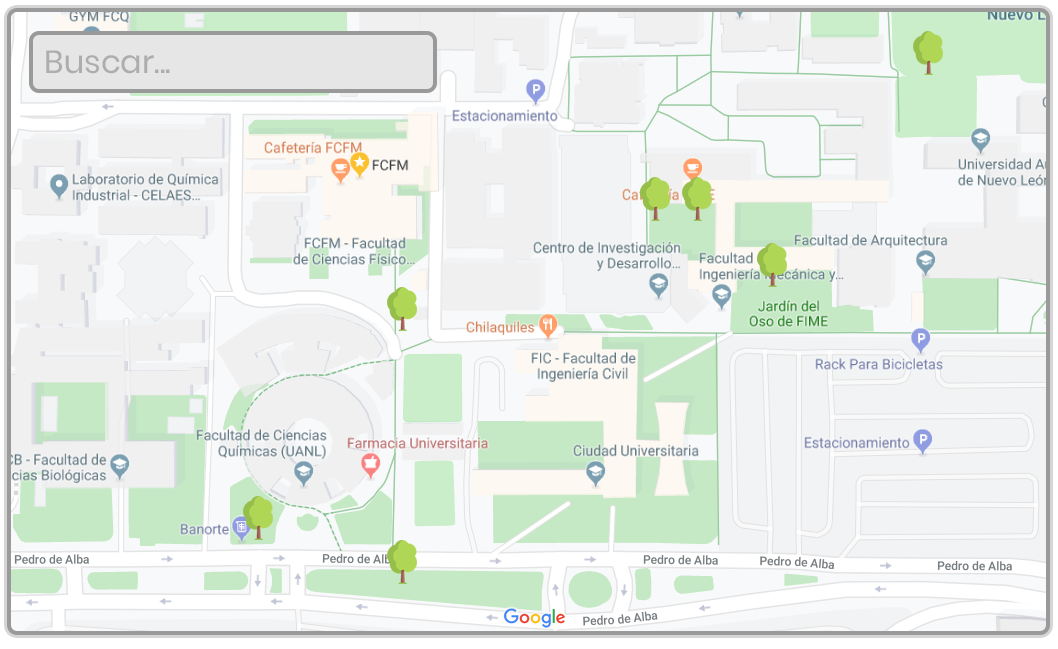 GYM FCQ
Nuevo L
Buscar...
Estacionamiento
Cafetería FCFM
FCFM
Laboratorio de Química
Industrial - CELAES...
Universidad Au
de Nuevo León
FCFM - Facultad
de Ciencias Físico...
Centro de Investigación
y Desarrollo...
Facultad
Ingeniería Mecánica y...
Facultad de Arquitectura
Jardín del
Oso de FIME
Chilaquiles
FIC - Facultad de
Ingeniería Civil
Rack Para Bicicletas
Facultad de Ciencias
Químicas (UANL)
Farmacia Universitaria
Ciudad Universitaria
Estacionamiento
CB - Facultad de
cias Biológicas
Banorte
Pedro de Alba
Pedro de Alb
Pedro de Alba
Pedro de Alba
Pedro de Alba
Google
Pedro de Alba